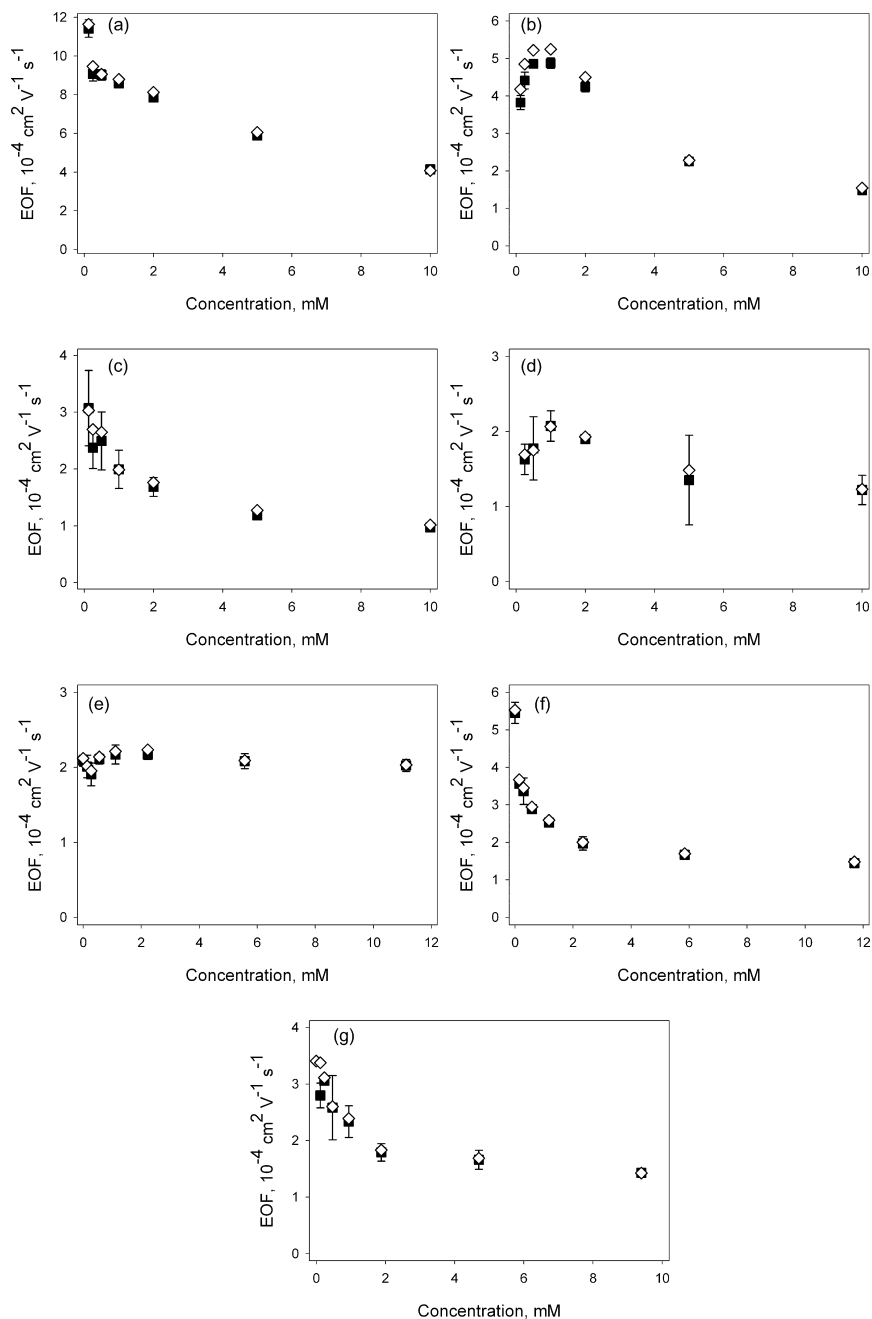 (a)
EOF, 10⁻⁴ cm² V⁻¹ s⁻¹
12
10
8
6
4
2
0
0 2 4 6 8 10
Concentration, mM
(b)
EOF, 10⁻⁴ cm² V⁻¹ s⁻¹
6
5
4
3
2
1
0
0 2 4 6 8 10
Concentration, mM
(c)
EOF, 10⁻⁴ cm² V⁻¹ s⁻¹
4
3
2
1
0
0 2 4 6 8 10
Concentration, mM
(d)
EOF, 10⁻⁴ cm² V⁻¹ s⁻¹
3
2
1
0
0 2 4 6 8 10
Concentration, mM
(e)
EOF, 10⁻⁴ cm² V⁻¹ s⁻¹
3
2
1
0
0 2 4 6 8 10 12
Concentration, mM
(f)
EOF, 10⁻⁴ cm² V⁻¹ s⁻¹
6
5
4
3
2
1
0
0 2 4 6 8 10 12
Concentration, mM
(g)
EOF, 10⁻⁴ cm² V⁻¹ s⁻¹
4
3
2
1
0
0 2 4 6 8 10
Concentration, mM